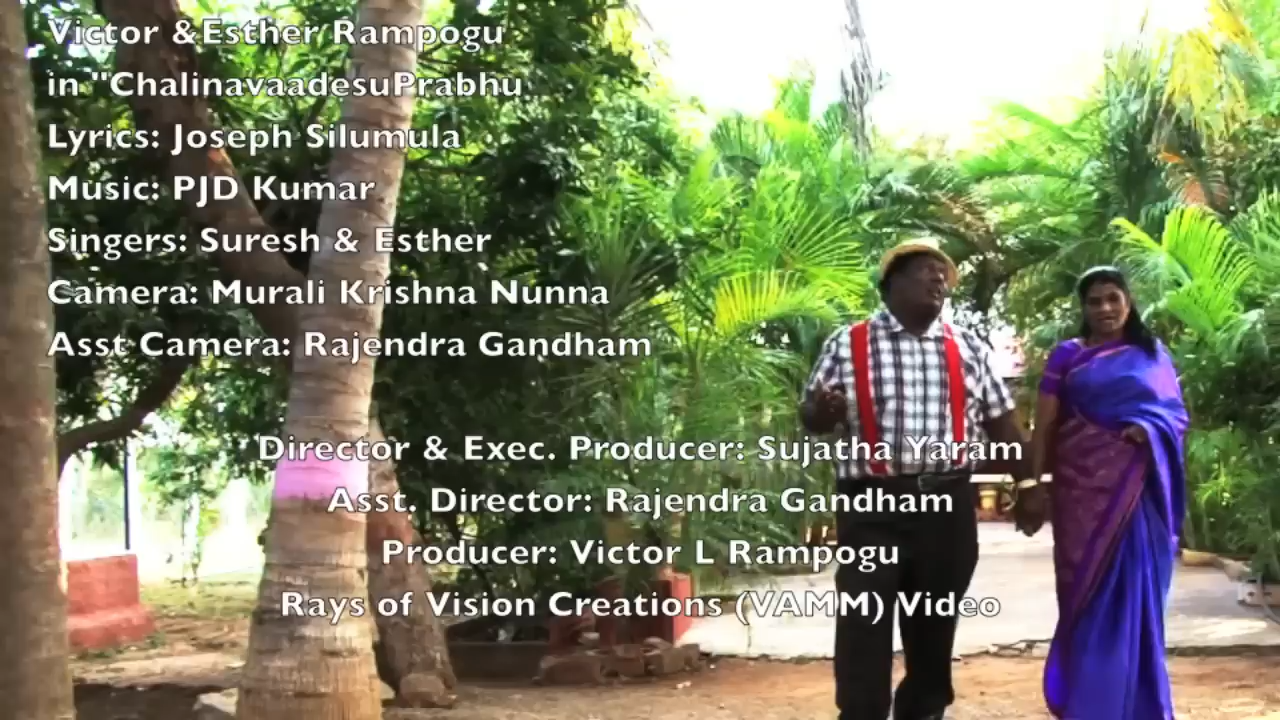 Victor &Esther Rampogu
in "ChalinavaadesuPrabhu
Lyrics: Joseph Silumula
Music: PJD Kumar
Singers: Suresh & Esther
Camera: Murali Krishna Nunna
Asst Camera: Rajendra Gandham
Director & Exec. Producer: Sujatha Yaram
Asst. Director: Rajendra Gandham
Producer: Victor L Rampogu
Rays of Vision Creations (VAMM) Video